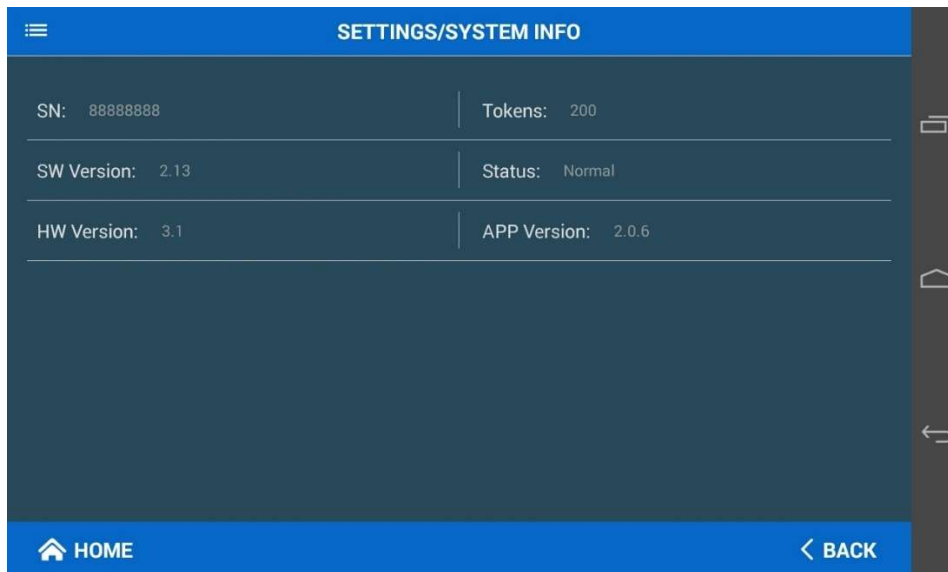 SETTINGS/SYSTEM INFO
SN: 88888888 Tokens: 200
SW Version: 2.13 Status: Normal
HW Version: 3.1 APP Version: 2.0.6
HOME BACK